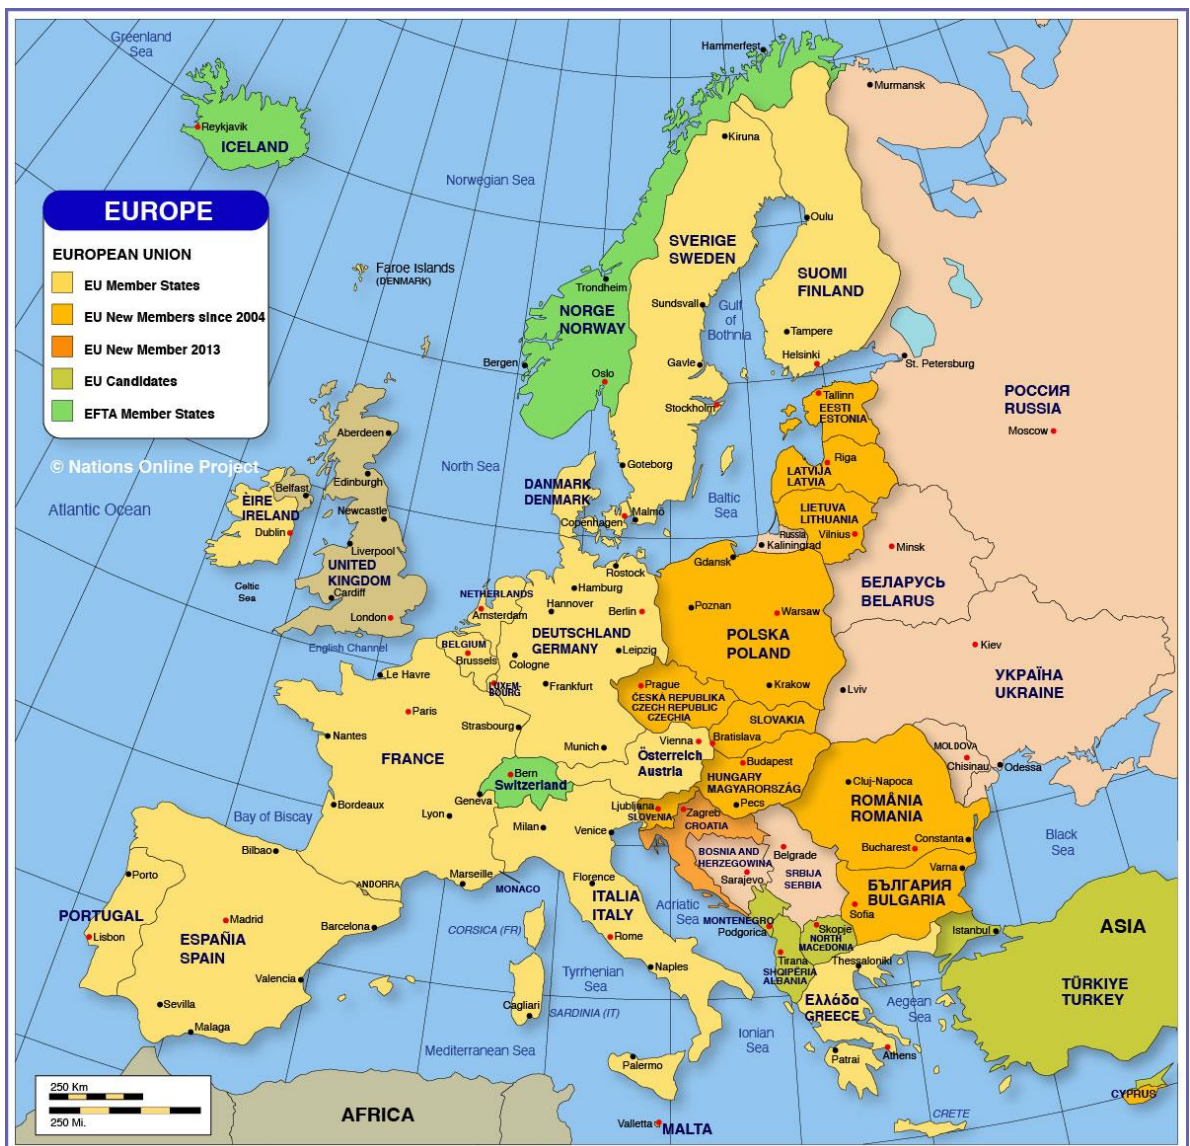 Greenland
Sea
Hammerfest
Murmansk
Reykjavik
ICELAND
Kiruna
Norwegian Sea
EUROPE
EUROPEAN UNION
EU Member States
EU New Members since 2004
EU New Member 2013
EU Candidates
EFTA Member States
© Nations Online Project
Faroe Islands
(DENMARK)
Oulu
SVERIGE
SWEDEN
SUOMI
FINLAND
Trondheim
NORGE
NORWAY
Sundsvall
Gulf
of
Bothnia
Tampere
Bergen
Gavle
Helsinki
St. Petersburg
Oslo
Stockholm
Tallinn
EESTI
ESTONIA
РОССИЯ
RUSSIA
Moscow
Aberdeen
North Sea
Goteborg
Riga
LATVIJA
LATVIA
Edinburgh
Belfast
ÈIRE
IRELAND
Dublin
Newcastle
Atlantic Ocean
DANMARK
DENMARK
Copenhagen
Malmö
Baltic
Sea
LIETUVA
LITHUANIA
Vilnius
Russia
Kaliningrad
Minsk
Liverpool
UNITED
KINGDOM
Cardiff
London
Celtic
Sea
English Channel
Gdansk
БЕЛАРУСЬ
BELARUS
Rostock
Hamburg
NETHERLANDS
Amsterdam
Hannover
Berlin
Poznan
Warsaw
POLSKA
POLAND
BELGIUM
Brussels
DEUTSCHLAND
GERMANY
Leipzig
Cologne
Kiev
УКРАЇНА
UKRAINE
Lviv
Le Havre
LUXEM-
BOURG
Frankfurt
Prague
ČESKÁ REPUBLIKA
CZECH REPUBLIC
CZECHIA
Krakow
Paris
Strasbourg
SLOVAKIA
Nantes
Munich
Vienna
Bratislava
Österreich
Austria
MOLDOVA
Chisinau
Odessa
FRANCE
Bern
Switzerland
Geneva
Budapest
HUNGARY
MAGYARORSZÁG
Pecs
Cluj-Napoca
ROMÂNIA
ROMANIA
Bordeaux
Lyon
Bay of Biscay
Milan
Venice
Ljubljana
SLOVENIA
Zagreb
CROATIA
Bucharest
Constanta
Black
Sea
Bilbao
BOSNIA AND
HERZEGOWINA
Sarajevo
Belgrade
SRBIJA
SERBIA
Varna
БЪЛГАРИЯ
BULGARIA
Sofia
Porto
ANDORRA
Marseille
MONACO
Florence
ITALIA
ITALY
Adriatic
Sea
MONTENEGRO
Podgorica
Skopje
NORTH
MACEDONIA
Istanbul
ASIA
PORTUGAL
Lisbon
Madrid
ESPAÑIA
SPAIN
Barcelona
CORSICA (FR)
Rome
Tirana
SHQIPËRIA
ALBANIA
Thessaloniki
Valencia
Tyrrhenian
Sea
Naples
TÜRKIYE
TURKEY
Sevilla
Malaga
Cagliari
SARDINIA (IT)
Ελλάδα
GREECE
Aegean
Sea
Mediterranean Sea
Ionian
Sea
Palermo
Patrai
Athens
250 Km
250 Mi.
AFRICA
Valletta
MALTA
CRETE
CYPRUS